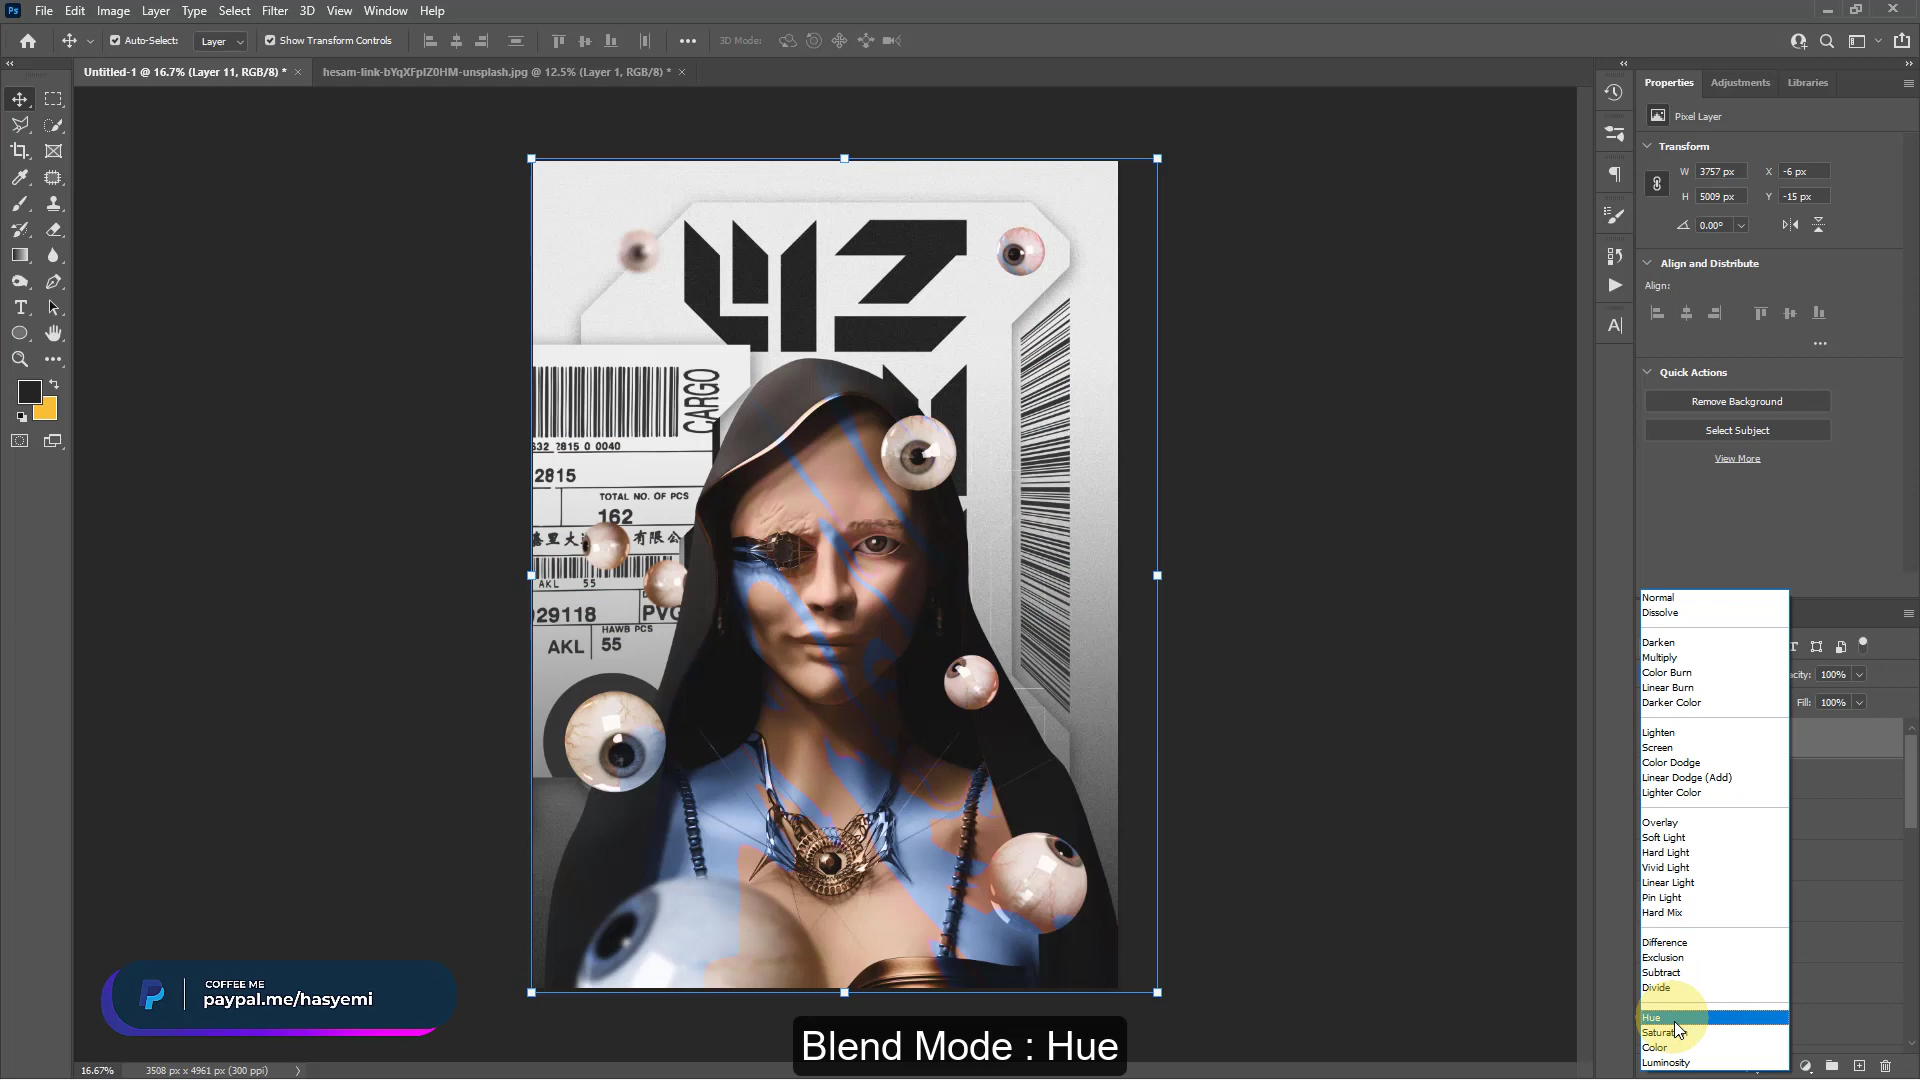 Ps File Edit Image Layer Type Select Filter 3D View Window Help
Auto-Select: Layer Show Transform Controls 3D Mode:
Untitled-1 @ 16.7% (Layer 11, RGB/8) * hesam-link-bYqXFpIZ0HM-unsplash.jpg @ 12.5% (Layer 1, RGB/8) *
Properties Adjustments Libraries
Pixel Layer
Transform
W 3757 px X -6 px
H 5009 px Y -15 px
0.00°
Align and Distribute
Align:
Quick Actions
Remove Background
Select Subject
View More
CARGO
632 2815 0 0040
2815
TOTAL NO. OF PCS
162
有限公
AKL 55
029118 PVG
HAWB PCS
AKL 55
Normal
Dissolve
Darken
Multiply
Color Burn
Linear Burn
Darker Color
Lighten
Screen
Color Dodge
Linear Dodge (Add)
Lighter Color
Overlay
Soft Light
Hard Light
Vivid Light
Linear Light
Pin Light
Hard Mix
Difference
Exclusion
Subtract
Divide
Hue
Saturation
Color
Luminosity
acity: 100%
Fill: 100%
COFFEE ME
paypal.me/hasyemi
Blend Mode : Hue
16.67% 3508 px x 4961 px (300 ppi)